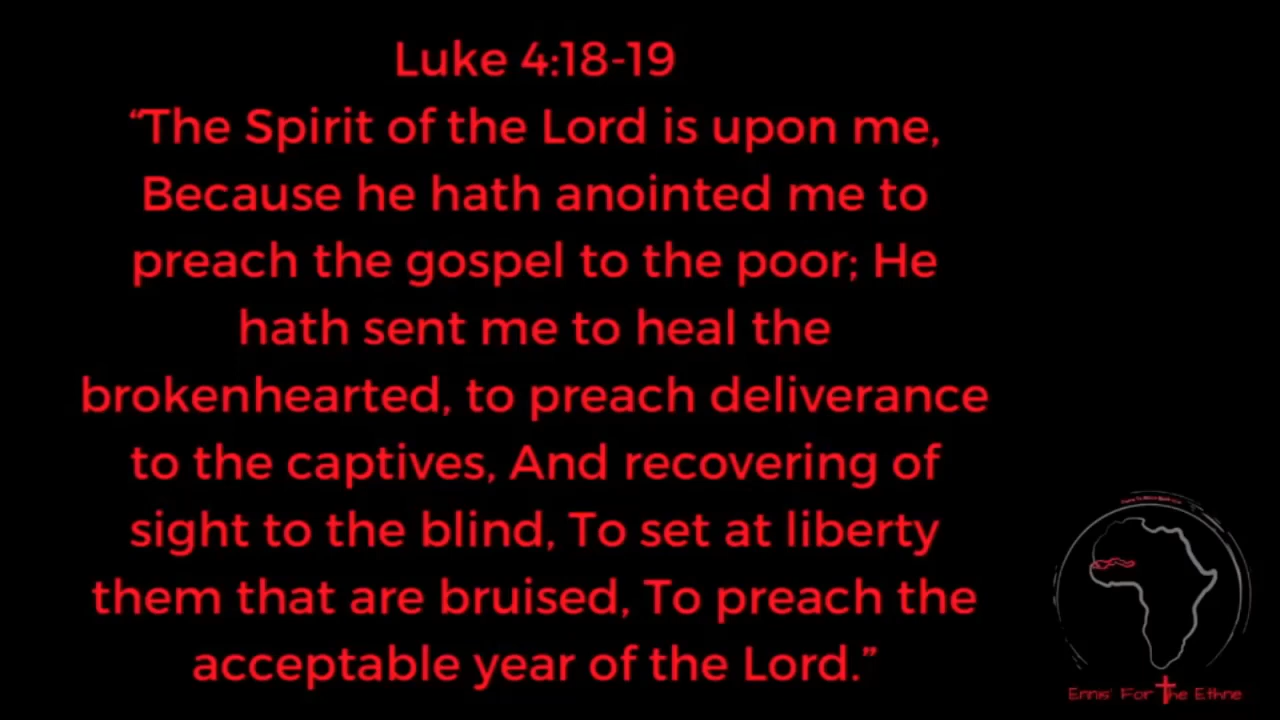 Luke 4:18-19
“The Spirit of the Lord is upon me,
Because he hath anointed me to
preach the gospel to the poor; He
hath sent me to heal the
brokenhearted, to preach deliverance
to the captives, And recovering of
sight to the blind, To set at liberty
them that are bruised, To preach the
acceptable year of the Lord.”
Ennis' For The Ethne